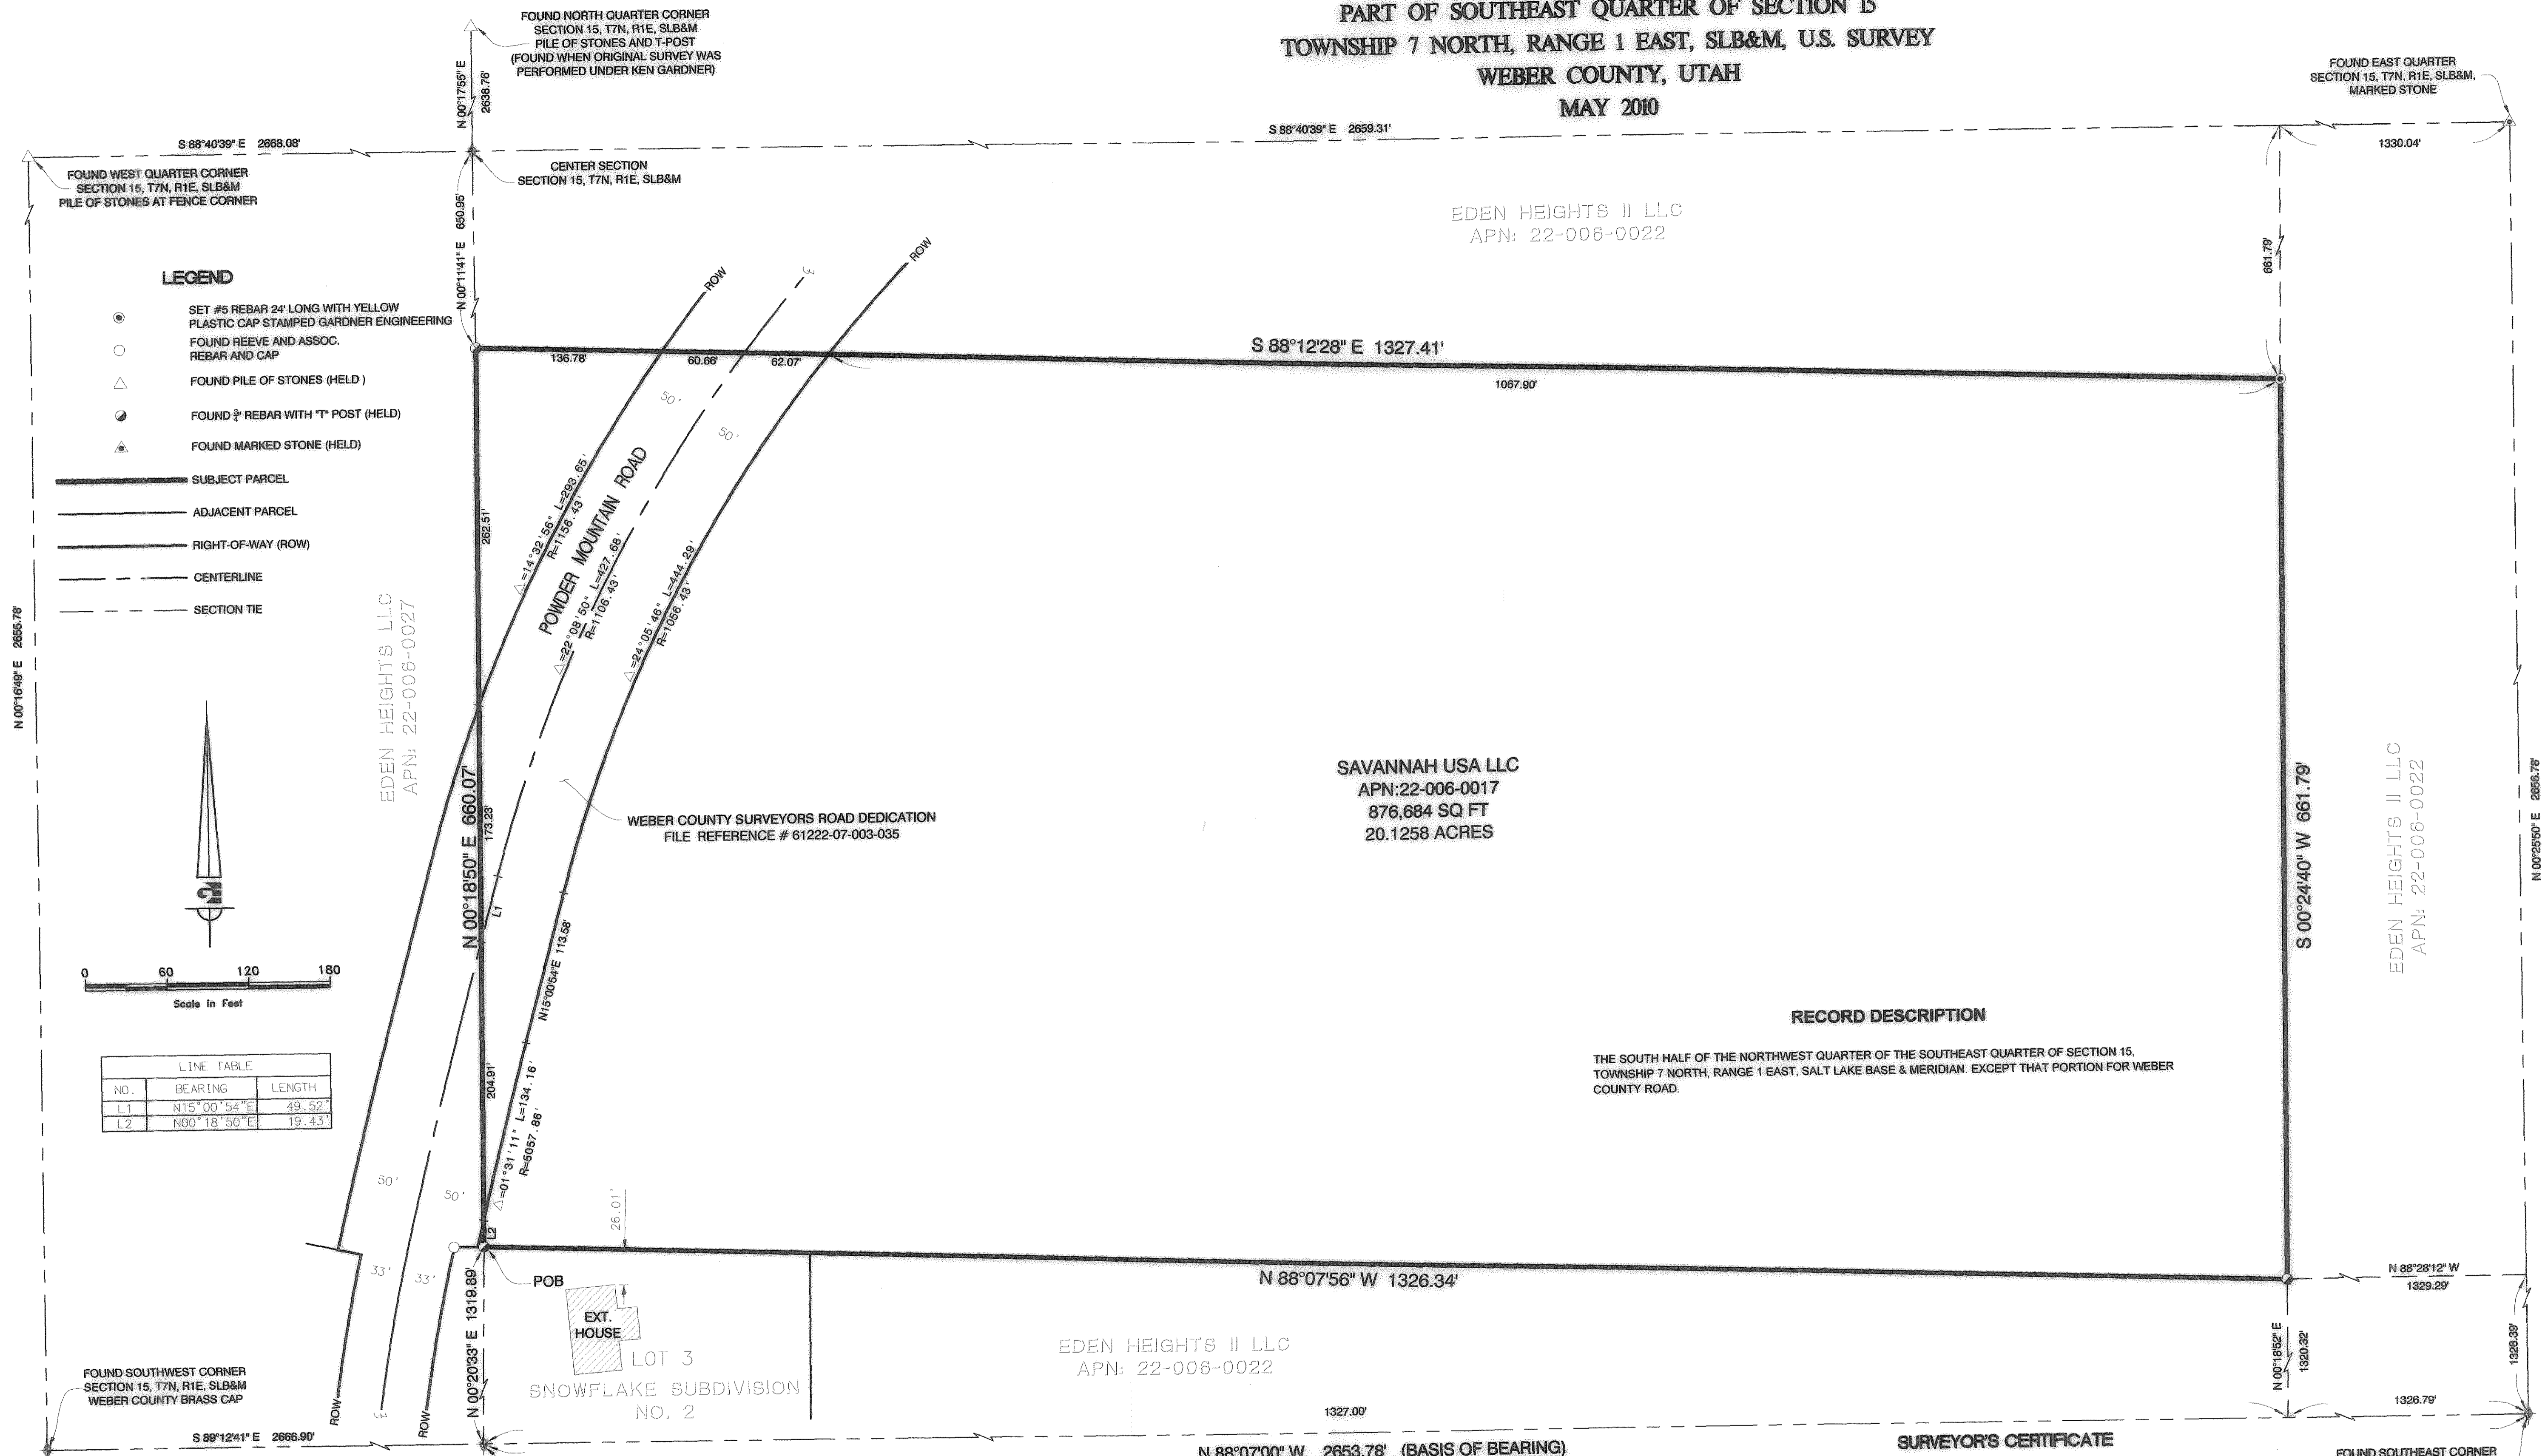 PART OF SOUTHEAST QUARTER OF SECTION 15
TOWNSHIP 7 NORTH, RANGE 1 EAST, SLB&M, U.S. SURVEY
WEBER COUNTY, UTAH
MAY 2010
FOUND NORTH QUARTER CORNER
SECTION 15, T7N, R1E, SLB&M
PILE OF STONES AND T-POST
(FOUND WHEN ORIGINAL SURVEY WAS
PERFORMED UNDER KEN GARDNER)
N 00°17'55" E
2638.76'
FOUND EAST QUARTER
SECTION 15, T7N, R1E, SLB&M,
MARKED STONE
S 88°40'39" E 2668.08'
S 88°40'39" E 2659.31'
1330.04'
FOUND WEST QUARTER CORNER
SECTION 15, T7N, R1E, SLB&M
PILE OF STONES AT FENCE CORNER
CENTER SECTION
SECTION 15, T7N, R1E, SLB&M
N 00°11'41" E 650.95'
EDEN HEIGHTS II LLC
APN: 22-006-0022
661.79'
LEGEND
SET #5 REBAR 24' LONG WITH YELLOW
PLASTIC CAP STAMPED GARDNER ENGINEERING
FOUND REEVE AND ASSOC.
REBAR AND CAP
FOUND PILE OF STONES (HELD )
FOUND ¾" REBAR WITH "T" POST (HELD)
FOUND MARKED STONE (HELD)
SUBJECT PARCEL
ADJACENT PARCEL
RIGHT-OF-WAY (ROW)
CENTERLINE
SECTION TIE
ROW
ROW
136.78'
60.66'
62.07'
S 88°12'28" E 1327.41'
1067.90'
50'
50'
262.51'
△=14°32'56" L=293.65'
R=1156.43'
POWDER MOUNTAIN ROAD
△=22°08'50" L=427.68'
R=1106.43'
△=24°05'46" L=444.29'
R=1056.43'
N 00°16'49" E 2655.76'
EDEN HEIGHTS LLC
APN: 22-006-0027
N 00°18'50" E 660.07'
173.23'
WEBER COUNTY SURVEYORS ROAD DEDICATION
FILE REFERENCE # 61222-07-003-035
SAVANNAH USA LLC
APN:22-006-0017
876,684 SQ FT
20.1258 ACRES
S 00°24'40" W 661.79'
EDEN HEIGHTS II LLC
APN: 22-006-0022
N 00°25'50" E 2656.78'
L1
N15°00'54"E 113.58'
0 60 120 180
Scale in Feet
LINE TABLE
NO. BEARING LENGTH
L1 N15°00'54"E 49.52'
L2 N00°18'50"E 19.43'
204.91'
△=01°31'11" L=134.16'
R=5057.86'
RECORD DESCRIPTION
THE SOUTH HALF OF THE NORTHWEST QUARTER OF THE SOUTHEAST QUARTER OF SECTION 15,
TOWNSHIP 7 NORTH, RANGE 1 EAST, SALT LAKE BASE & MERIDIAN. EXCEPT THAT PORTION FOR WEBER
COUNTY ROAD.
50'
50'
26.01'
L2
33'
33'
POB
N 88°07'56" W 1326.34'
N 88°28'12" W
1329.29'
EXT.
HOUSE
LOT 3
SNOWFLAKE SUBDIVISION
NO. 2
N 00°20'33" E 1319.89'
EDEN HEIGHTS II LLC
APN: 22-006-0022
N 00°18'52" E
1320.32'
1328.39'
FOUND SOUTHWEST CORNER
SECTION 15, T7N, R1E, SLB&M
WEBER COUNTY BRASS CAP
ROW
ROW
1327.00'
1326.79'
S 89°12'41" E 2666.90'
N 88°07'00" W 2653.78' (BASIS OF BEARING)
SURVEYOR'S CERTIFICATE
FOUND SOUTHEAST CORNER